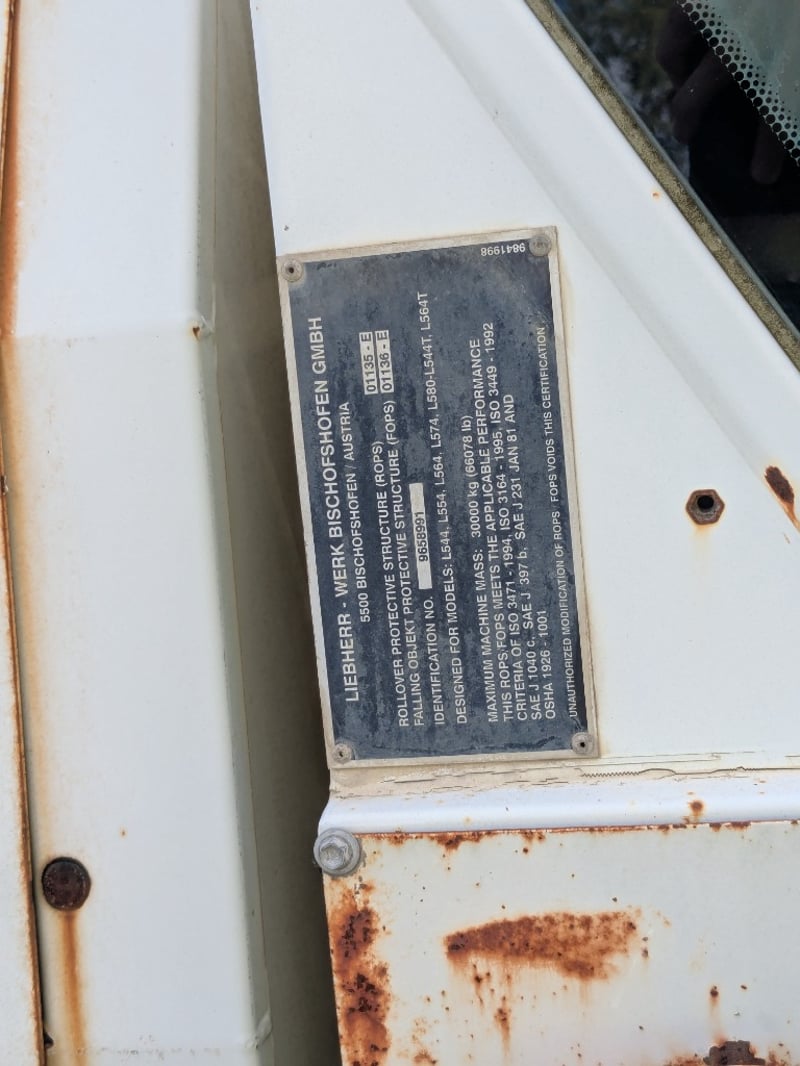 LIEBHERR - WERK BISCHOFSHOFEN GMBH
5500 BISCHOFSHOFEN / AUSTRIA
ROLLOVER PROTECTIVE STRUCTURE (ROPS) 01135 - E
FALLING OBJEKT PROTECTIVE STRUCTURE (FOPS) 01136 - E
IDENTIFICATION NO. 8658991
DESIGNED FOR MODELS: L544, L554, L564, L574, L580-L544T, L564T
MAXIMUM MACHINE MASS: 30000 kg (66078 lb)
THIS ROPS/FOPS MEETS THE APPLICABLE PERFORMANCE
CRITERIA OF ISO 3471 - 1994, ISO 3164 - 1995, ISO 3449 - 1992
SAE J 1040 c. SAE J 397 b. SAE J 231 JAN 81 AND
OSHA 1926 - 1001
UNAUTHORIZED MODIFICATION OF ROPS / FOPS VOIDS THIS CERTIFICATION
9841998